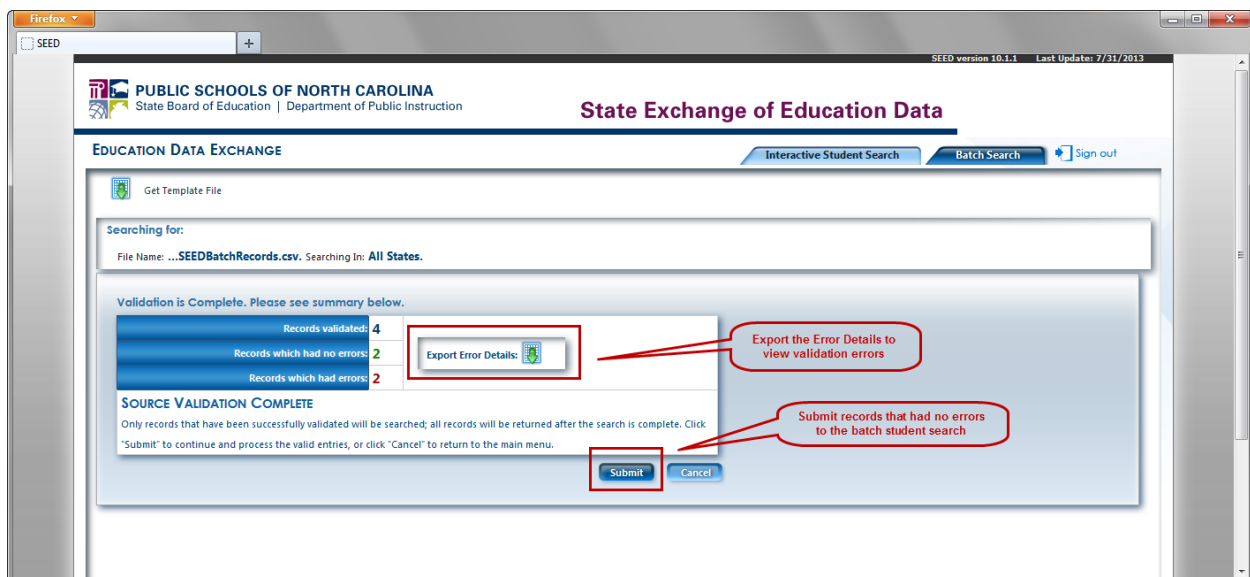 Firefox
SEED
SEED version 10.1.1 Last Update: 7/31/2013
PUBLIC SCHOOLS OF NORTH CAROLINA
State Board of Education | Department of Public Instruction
State Exchange of Education Data
EDUCATION DATA EXCHANGE
Interactive Student Search
Batch Search
Sign out
Get Template File
Searching for:
File Name: ...SEEDBatchRecords.csv. Searching In: All States.
Validation is Complete. Please see summary below.
Records validated: 4
Records which had no errors: 2
Records which had errors: 2
Export Error Details:
Export the Error Details to
view validation errors
SOURCE VALIDATION COMPLETE
Only records that have been successfully validated will be searched; all records will be returned after the search is complete. Click
"Submit" to continue and process the valid entries, or click "Cancel" to return to the main menu.
Submit records that had no errors
to the batch student search
Submit
Cancel